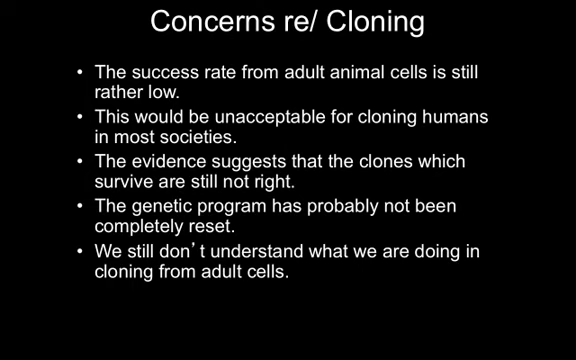 Concerns re/ Cloning
• The success rate from adult animal cells is still
rather low.
• This would be unacceptable for cloning humans
in most societies.
• The evidence suggests that the clones which
survive are still not right.
• The genetic program has probably not been
completely reset.
• We still don’t understand what we are doing in
cloning from adult cells.